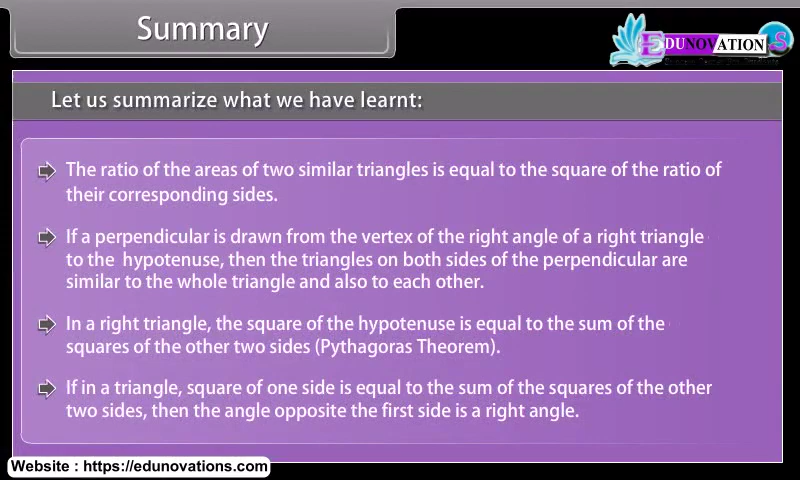 Summary
EDUNOVATIONS
Let us summarize what we have learnt:
The ratio of the areas of two similar triangles is equal to the square of the ratio of
their corresponding sides.
If a perpendicular is drawn from the vertex of the right angle of a right triangle
to the hypotenuse, then the triangles on both sides of the perpendicular are
similar to the whole triangle and also to each other.
In a right triangle, the square of the hypotenuse is equal to the sum of the
squares of the other two sides (Pythagoras Theorem).
If in a triangle, square of one side is equal to the sum of the squares of the other
two sides, then the angle opposite the first side is a right angle.
Website : https://edunovations.com